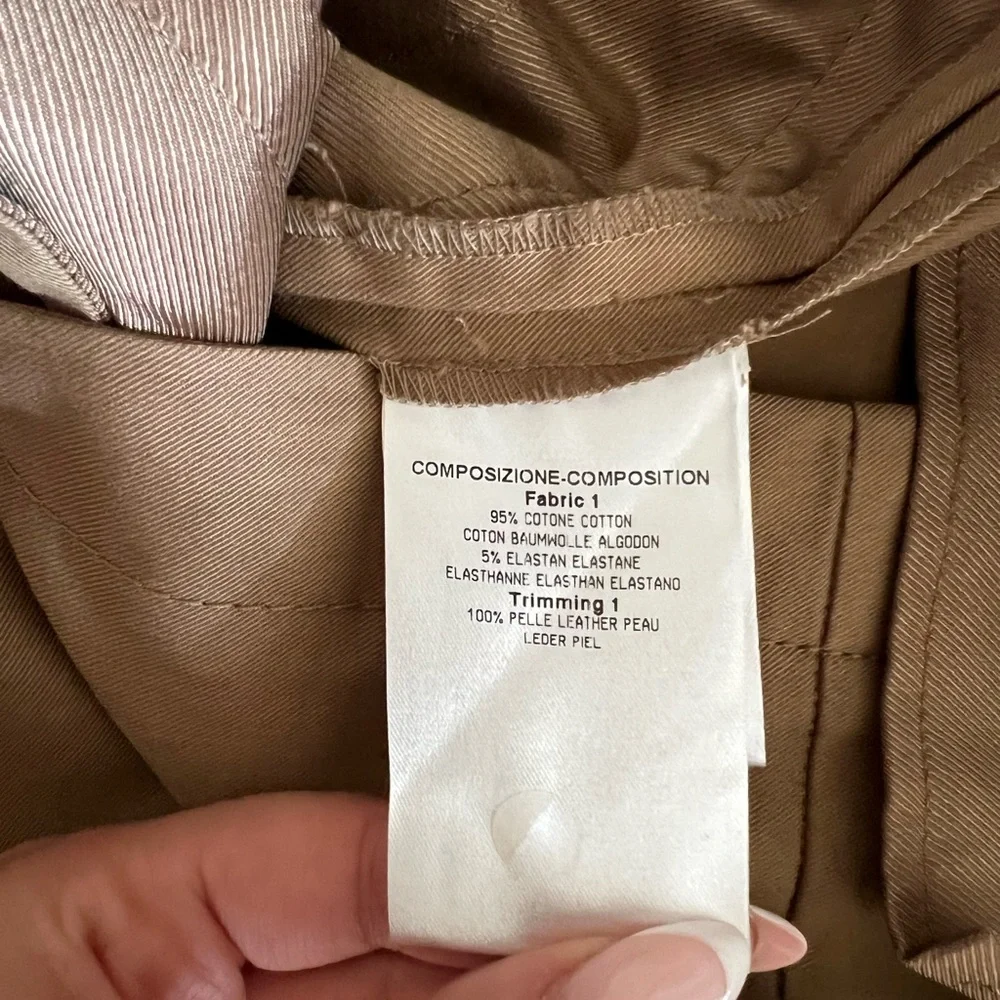 COMPOSIZIONE-COMPOSITION
Fabric 1
95% COTONE COTTON
COTON BAUMWOLLE ALGODON
5% ELASTAN ELASTANE
ELASTHANNE ELASTHAN ELASTANO
Trimming 1
100% PELLE LEATHER PEAU
LEDER PIEL